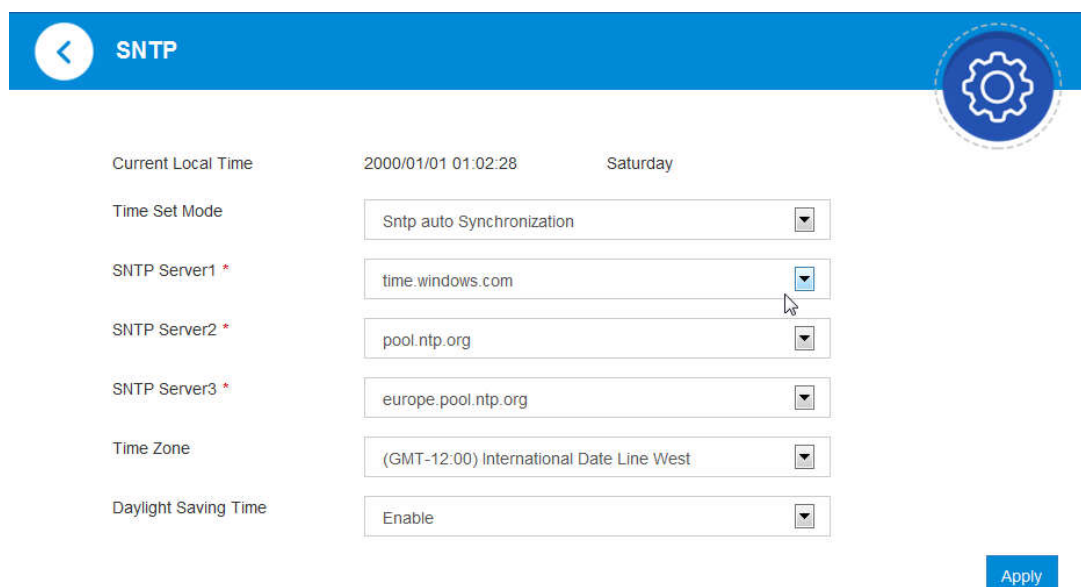 SNTP
Current Local Time 2000/01/01 01:02:28 Saturday
Time Set Mode Sntp auto Synchronization
SNTP Server1 * time.windows.com
SNTP Server2 * pool.ntp.org
SNTP Server3 * europe.pool.ntp.org
Time Zone (GMT-12:00) International Date Line West
Daylight Saving Time Enable
Apply